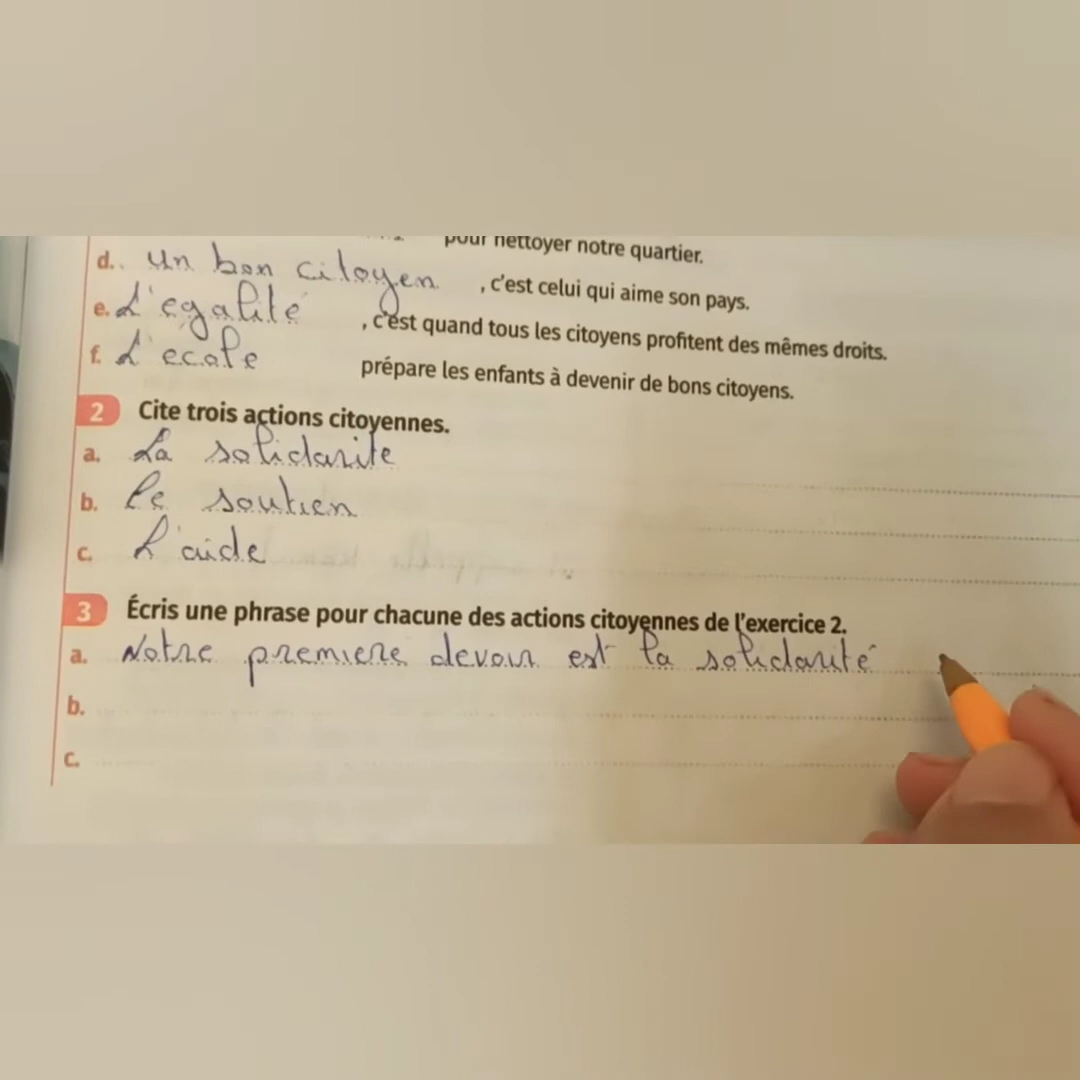 pour nettoyer notre quartier.
d. un bon citoyen , c'est celui qui aime son pays.
e. L'égalité , c'est quand tous les citoyens profitent des mêmes droits.
f. L'école prépare les enfants à devenir de bons citoyens.
2 Cite trois actions citoyennes.
a. La solidarite
b. le soutien
c. L'aide
3 Écris une phrase pour chacune des actions citoyennes de l'exercice 2.
a. Notre premiere devoir est la solidarité
b.
c.